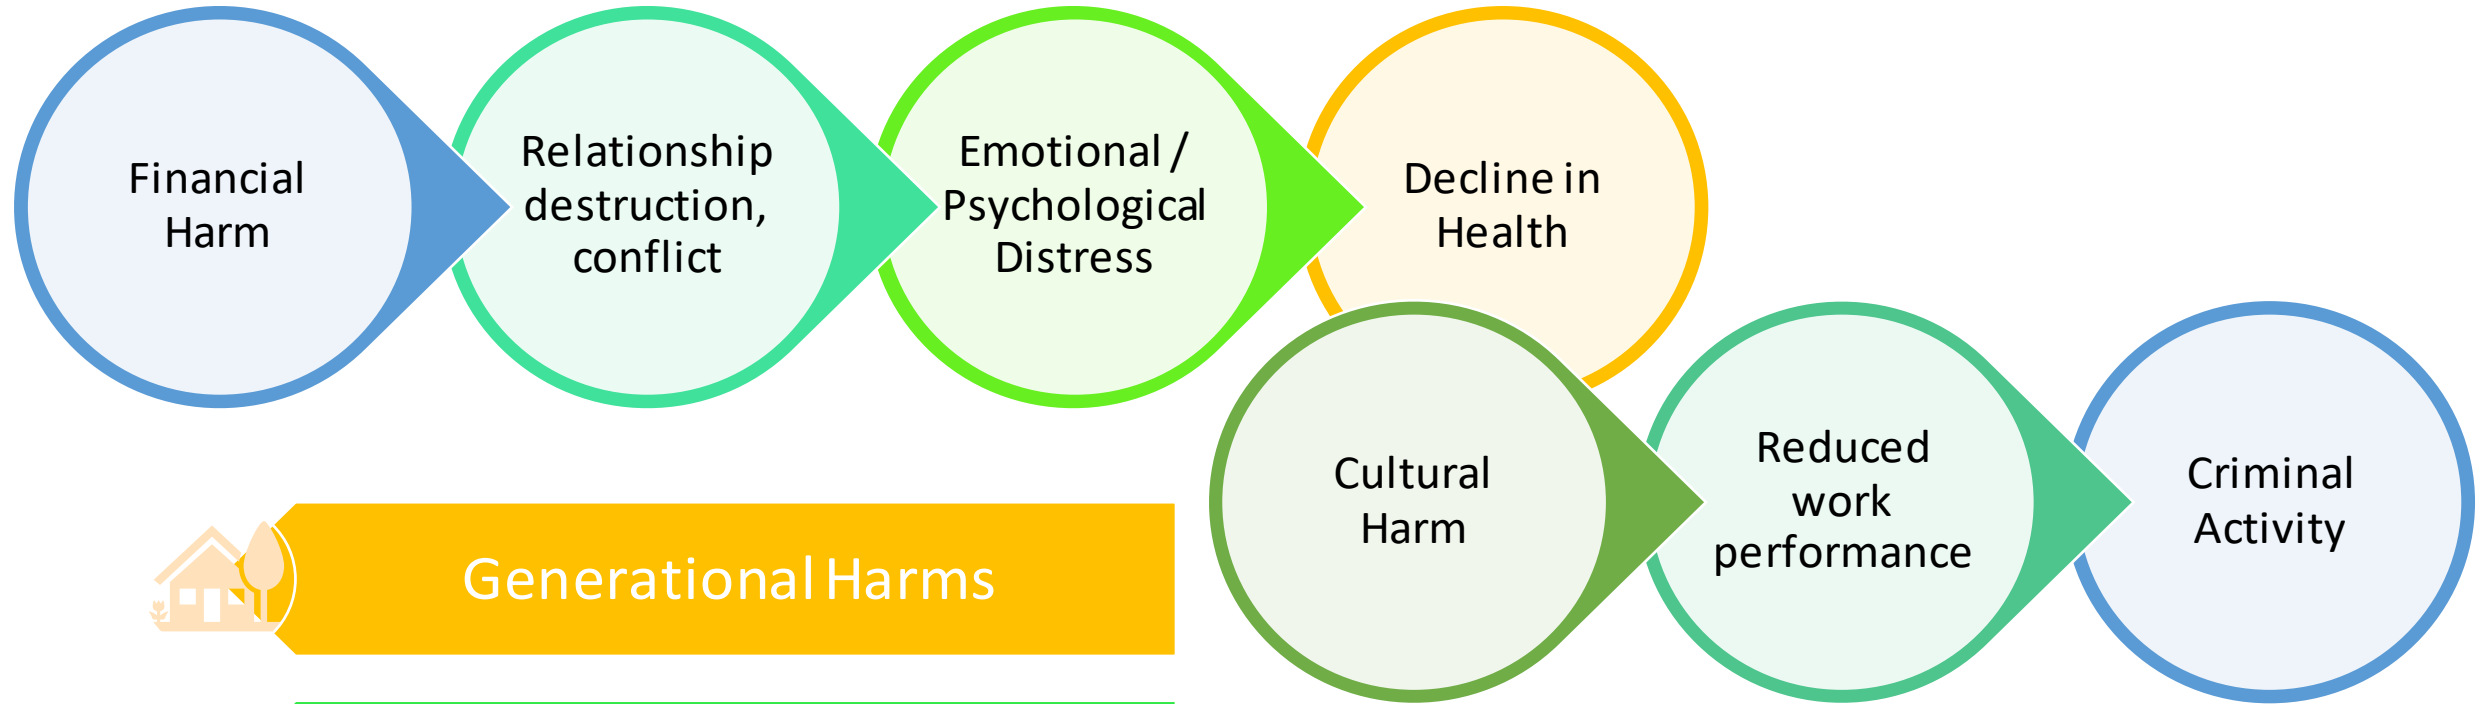 Financial
Harm
Relationship
destruction,
conflict
Emotional /
Psychological
Distress
Decline in
Health
Cultural
Harm
Reduced
work
performance
Criminal
Activity
Generational Harms